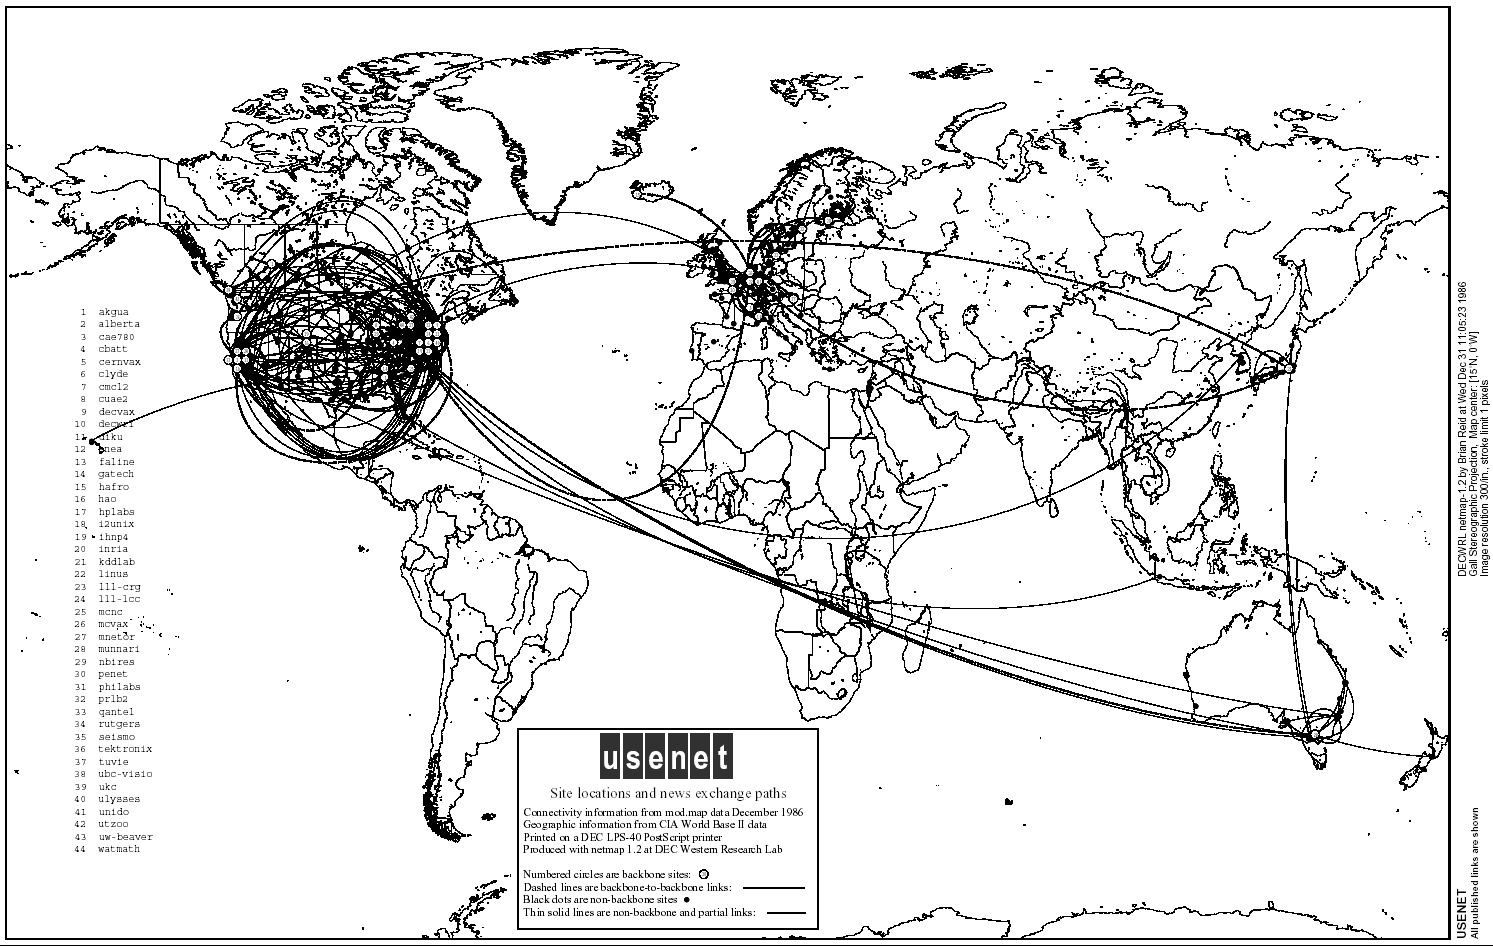 1 akgua
2 alberta
3 cae780
4 cbatt
5 cernvax
6 clyde
7 cmcl2
8 cuae2
9 decvax
10 decwrl
11 diku
12 enea
13 faline
14 gatech
15 hafro
16 hao
17 hplabs
18 i2unix
19 ihnp4
20 inria
21 kddlab
22 linus
23 lll-crg
24 lll-lcc
25 mcnc
26 mcvax
27 mnetor
28 munnari
29 nbires
30 penet
31 philabs
32 prlb2
33 qantel
34 rutgers
35 seismo
36 tektronix
37 tuvie
38 ubc-visio
39 ukc
40 ulysses
41 unido
42 utzoo
43 uw-beaver
44 watmath
usenet
Site locations and news exchange paths
Connectivity information from mod.map data December 1986
Geographic information from CIA World Base II data
Printed on a DEC LPS-40 PostScript printer
Produced with netmap 1.2 at DEC Western Research Lab
Numbered circles are backbone sites:
Dashed lines are backbone-to-backbone links:
Black dots are non-backbone sites
Thin solid lines are non-backbone and partial links:
USENET
All published links are shown
DECWRL netmap-1.2 by Brian Reid at Wed Dec 31 11:05:23 1986
Gall Stereographic Projection, Map center: [15°N, 0°W]
Image resolution 300/in., stroke limit 1 pixels